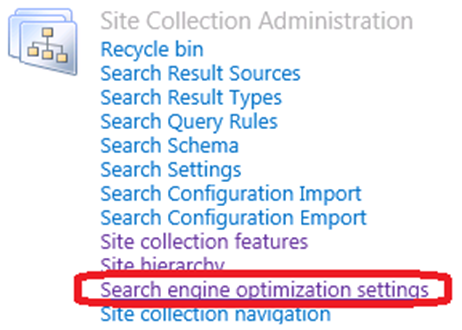 Site Collection Administration
Recycle bin
Search Result Sources
Search Result Types
Search Query Rules
Search Schema
Search Settings
Search Configuration Import
Search Configuration Emport
Site collection features
Site hierarchy
Search engine optimization settings
Site collection navigation